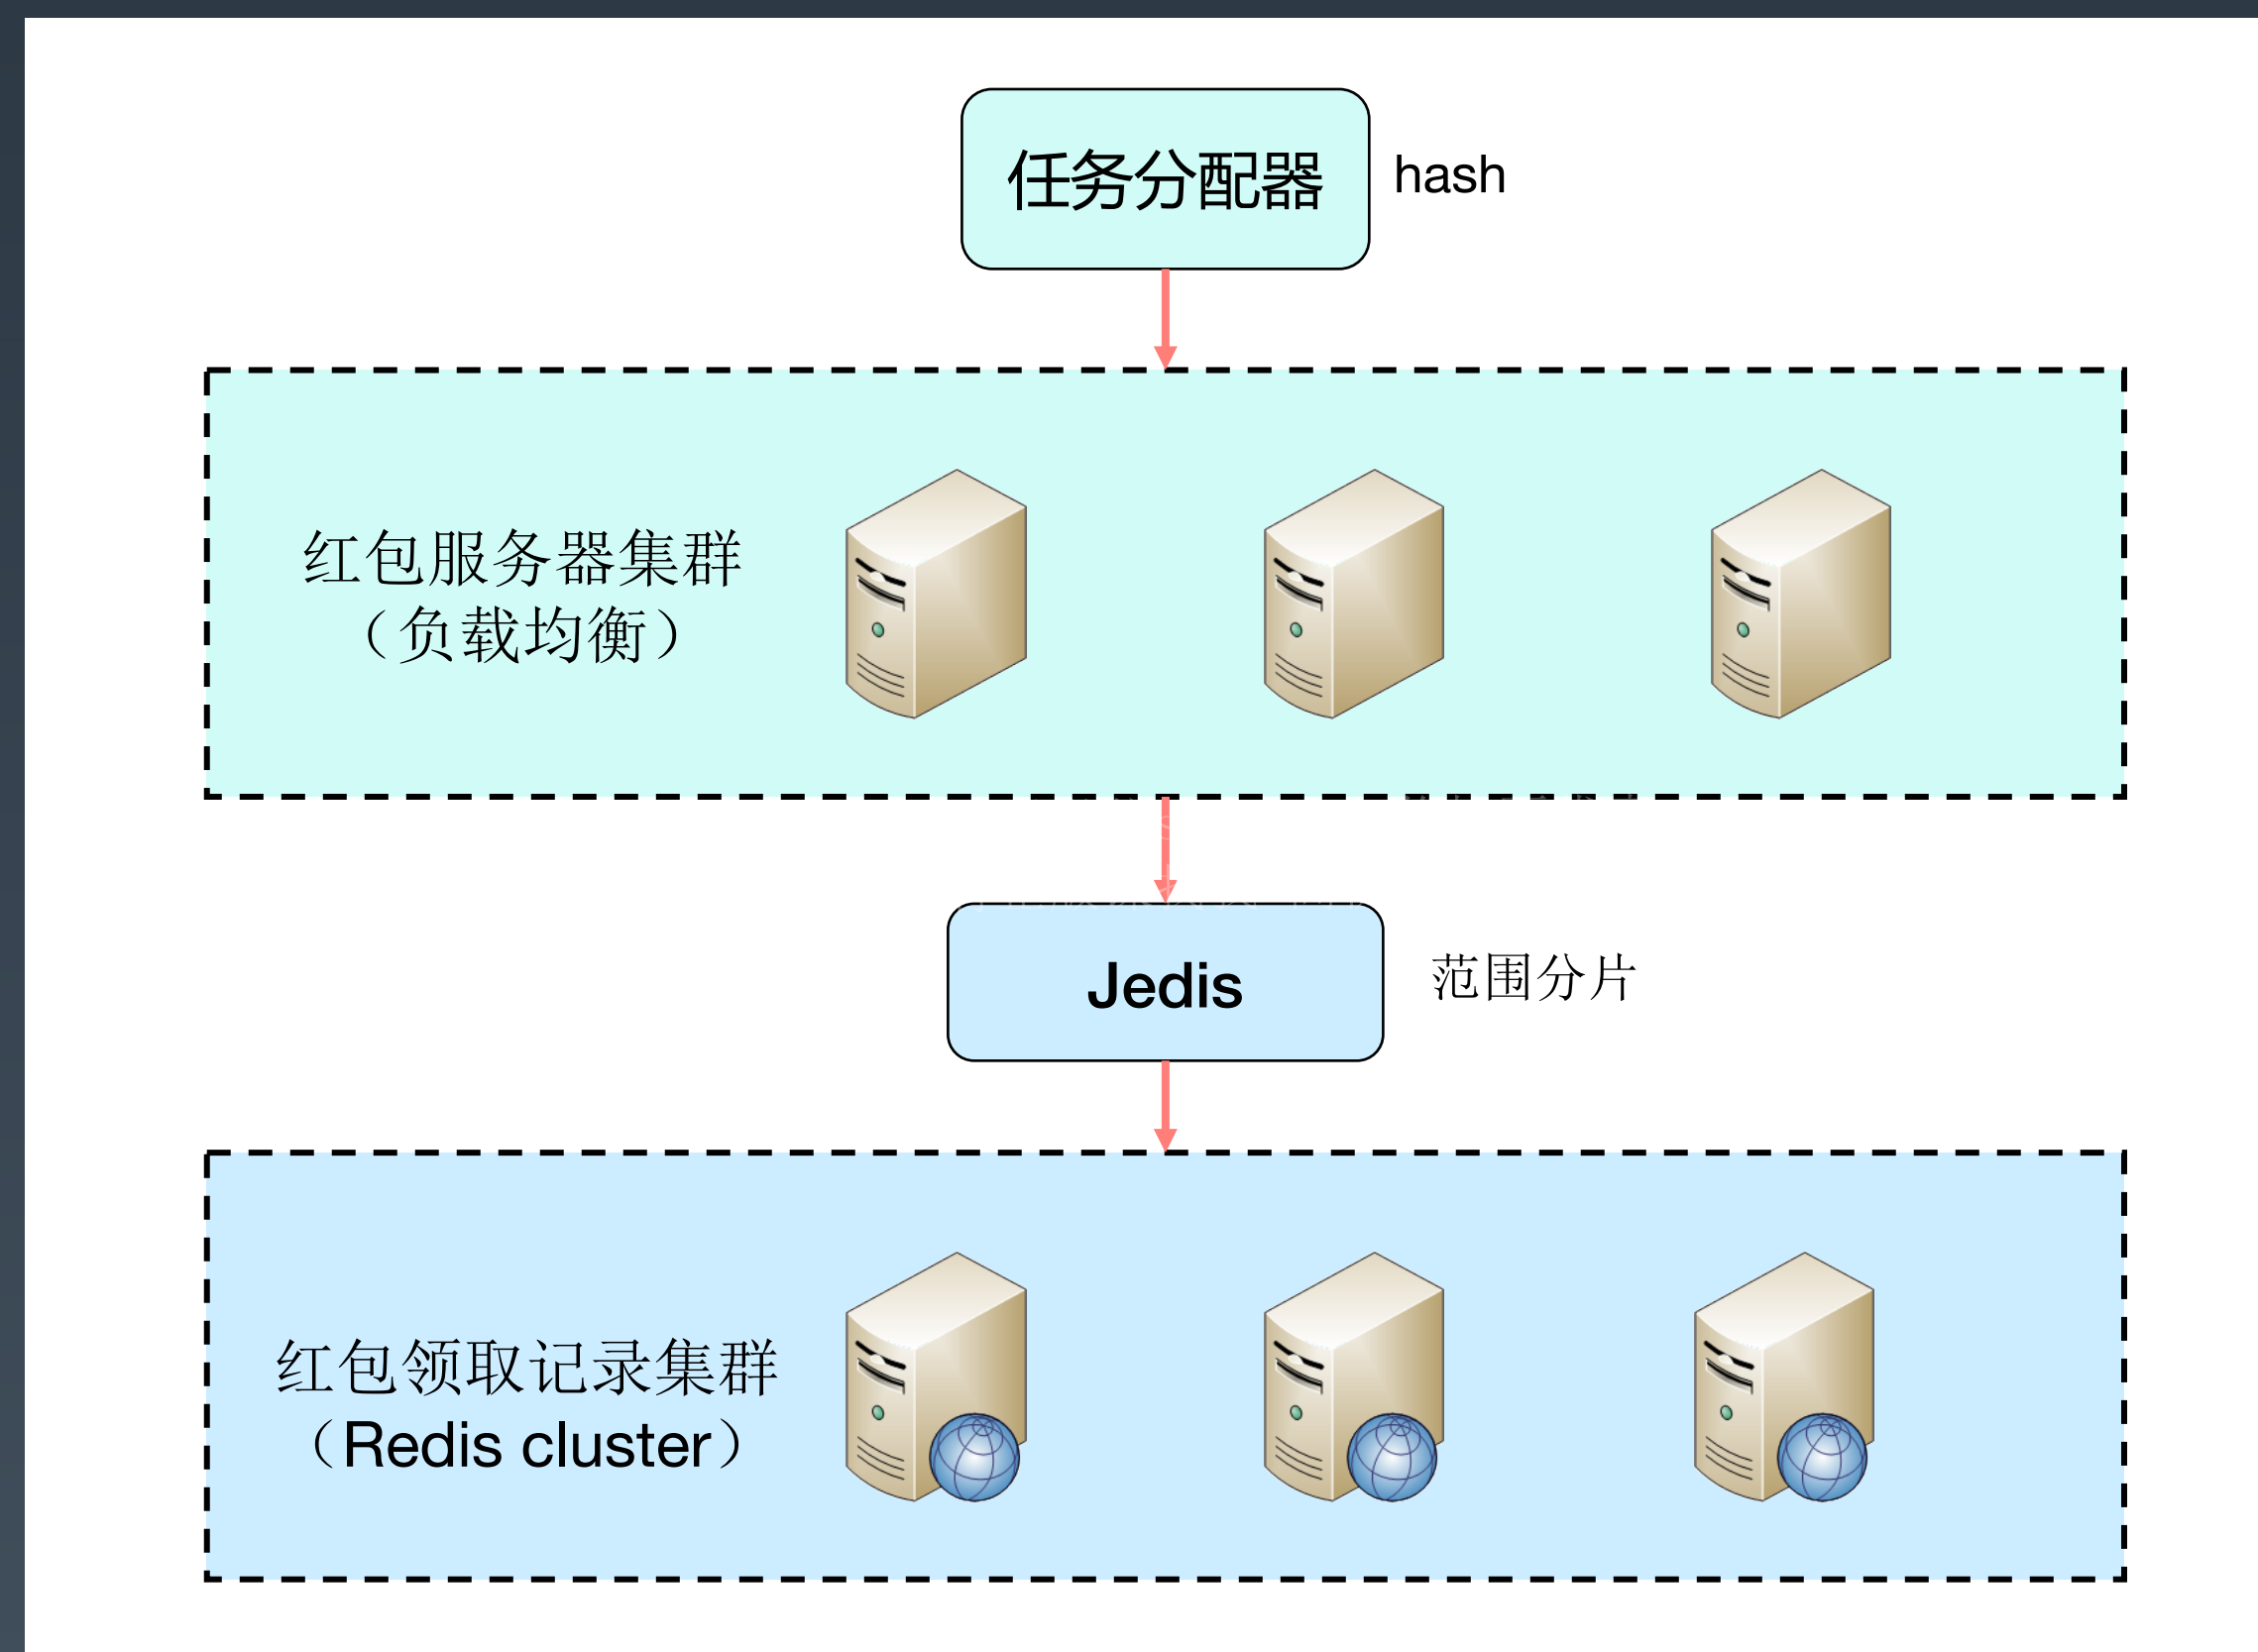 任务分配器
hash
红包服务器集群
（负载均衡）
Jedis
范围分片
红包领取记录集群
（Redis cluster）